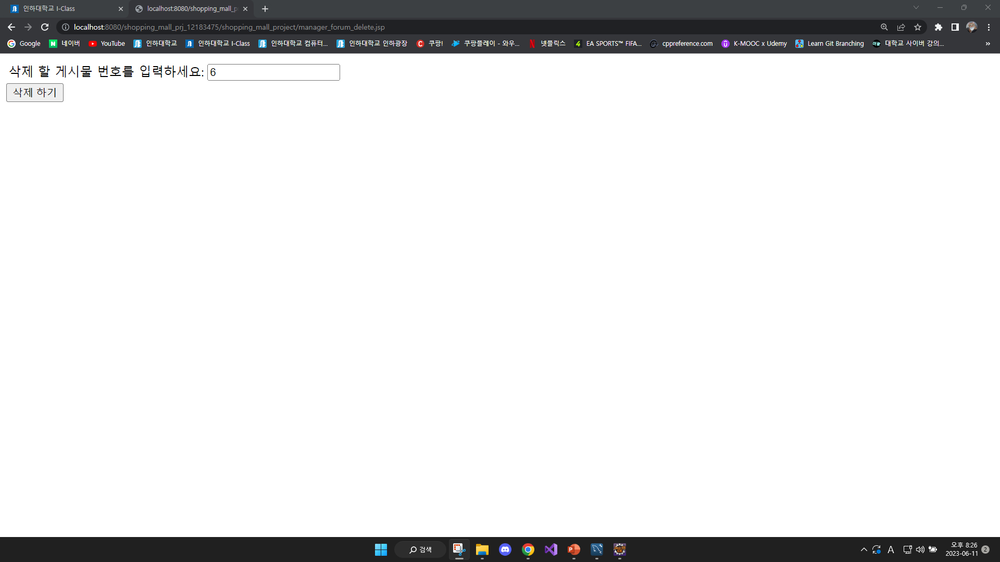 인하대학교 I-Class
localhost:8080/shopping_mall_p
localhost:8080/shopping_mall_prj_12183475/shopping_mall_project/manager_forum_delete.jsp
Google 네이버 YouTube 인하대학교 인하대학교 I-Class 인하대학교 컴퓨터... 인하대학교 인하광장 쿠팡! 쿠팡플레이 - 와우... 넷플릭스 EA SPORTS™ FIFA... cppreference.com K-MOOC x Udemy Learn Git Branching 대학교 사이버 강의... »
삭제 할 게시물 번호를 입력하세요: 6
삭제 하기
검색
A
오후 8:26
2023-06-11
2